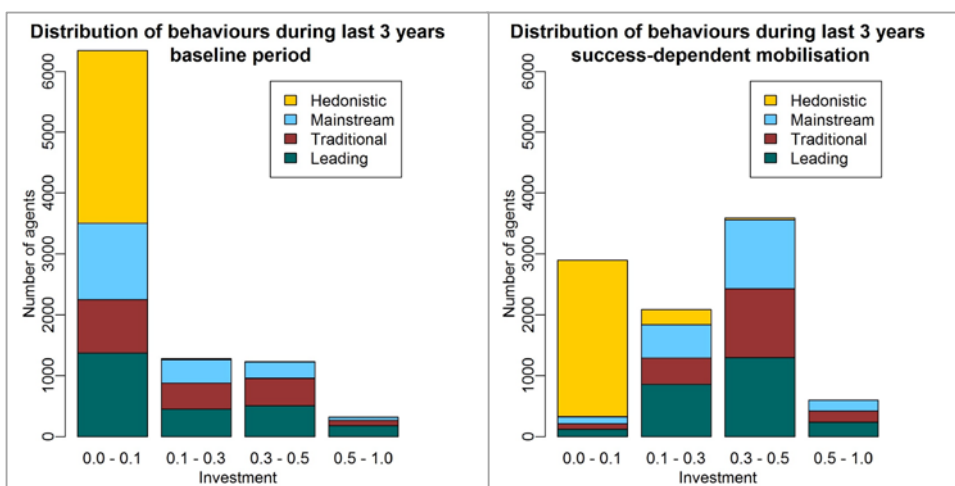 Distribution of behaviours during last 3 years
baseline period
Hedonistic
Mainstream
Traditional
Leading
Number of agents
0
1000
2000
3000
4000
5000
6000
0.0 - 0.1
0.1 - 0.3
0.3 - 0.5
0.5 - 1.0
Investment
Distribution of behaviours during last 3 years
success-dependent mobilisation
Hedonistic
Mainstream
Traditional
Leading
Number of agents
0
1000
2000
3000
4000
5000
6000
0.0 - 0.1
0.1 - 0.3
0.3 - 0.5
0.5 - 1.0
Investment